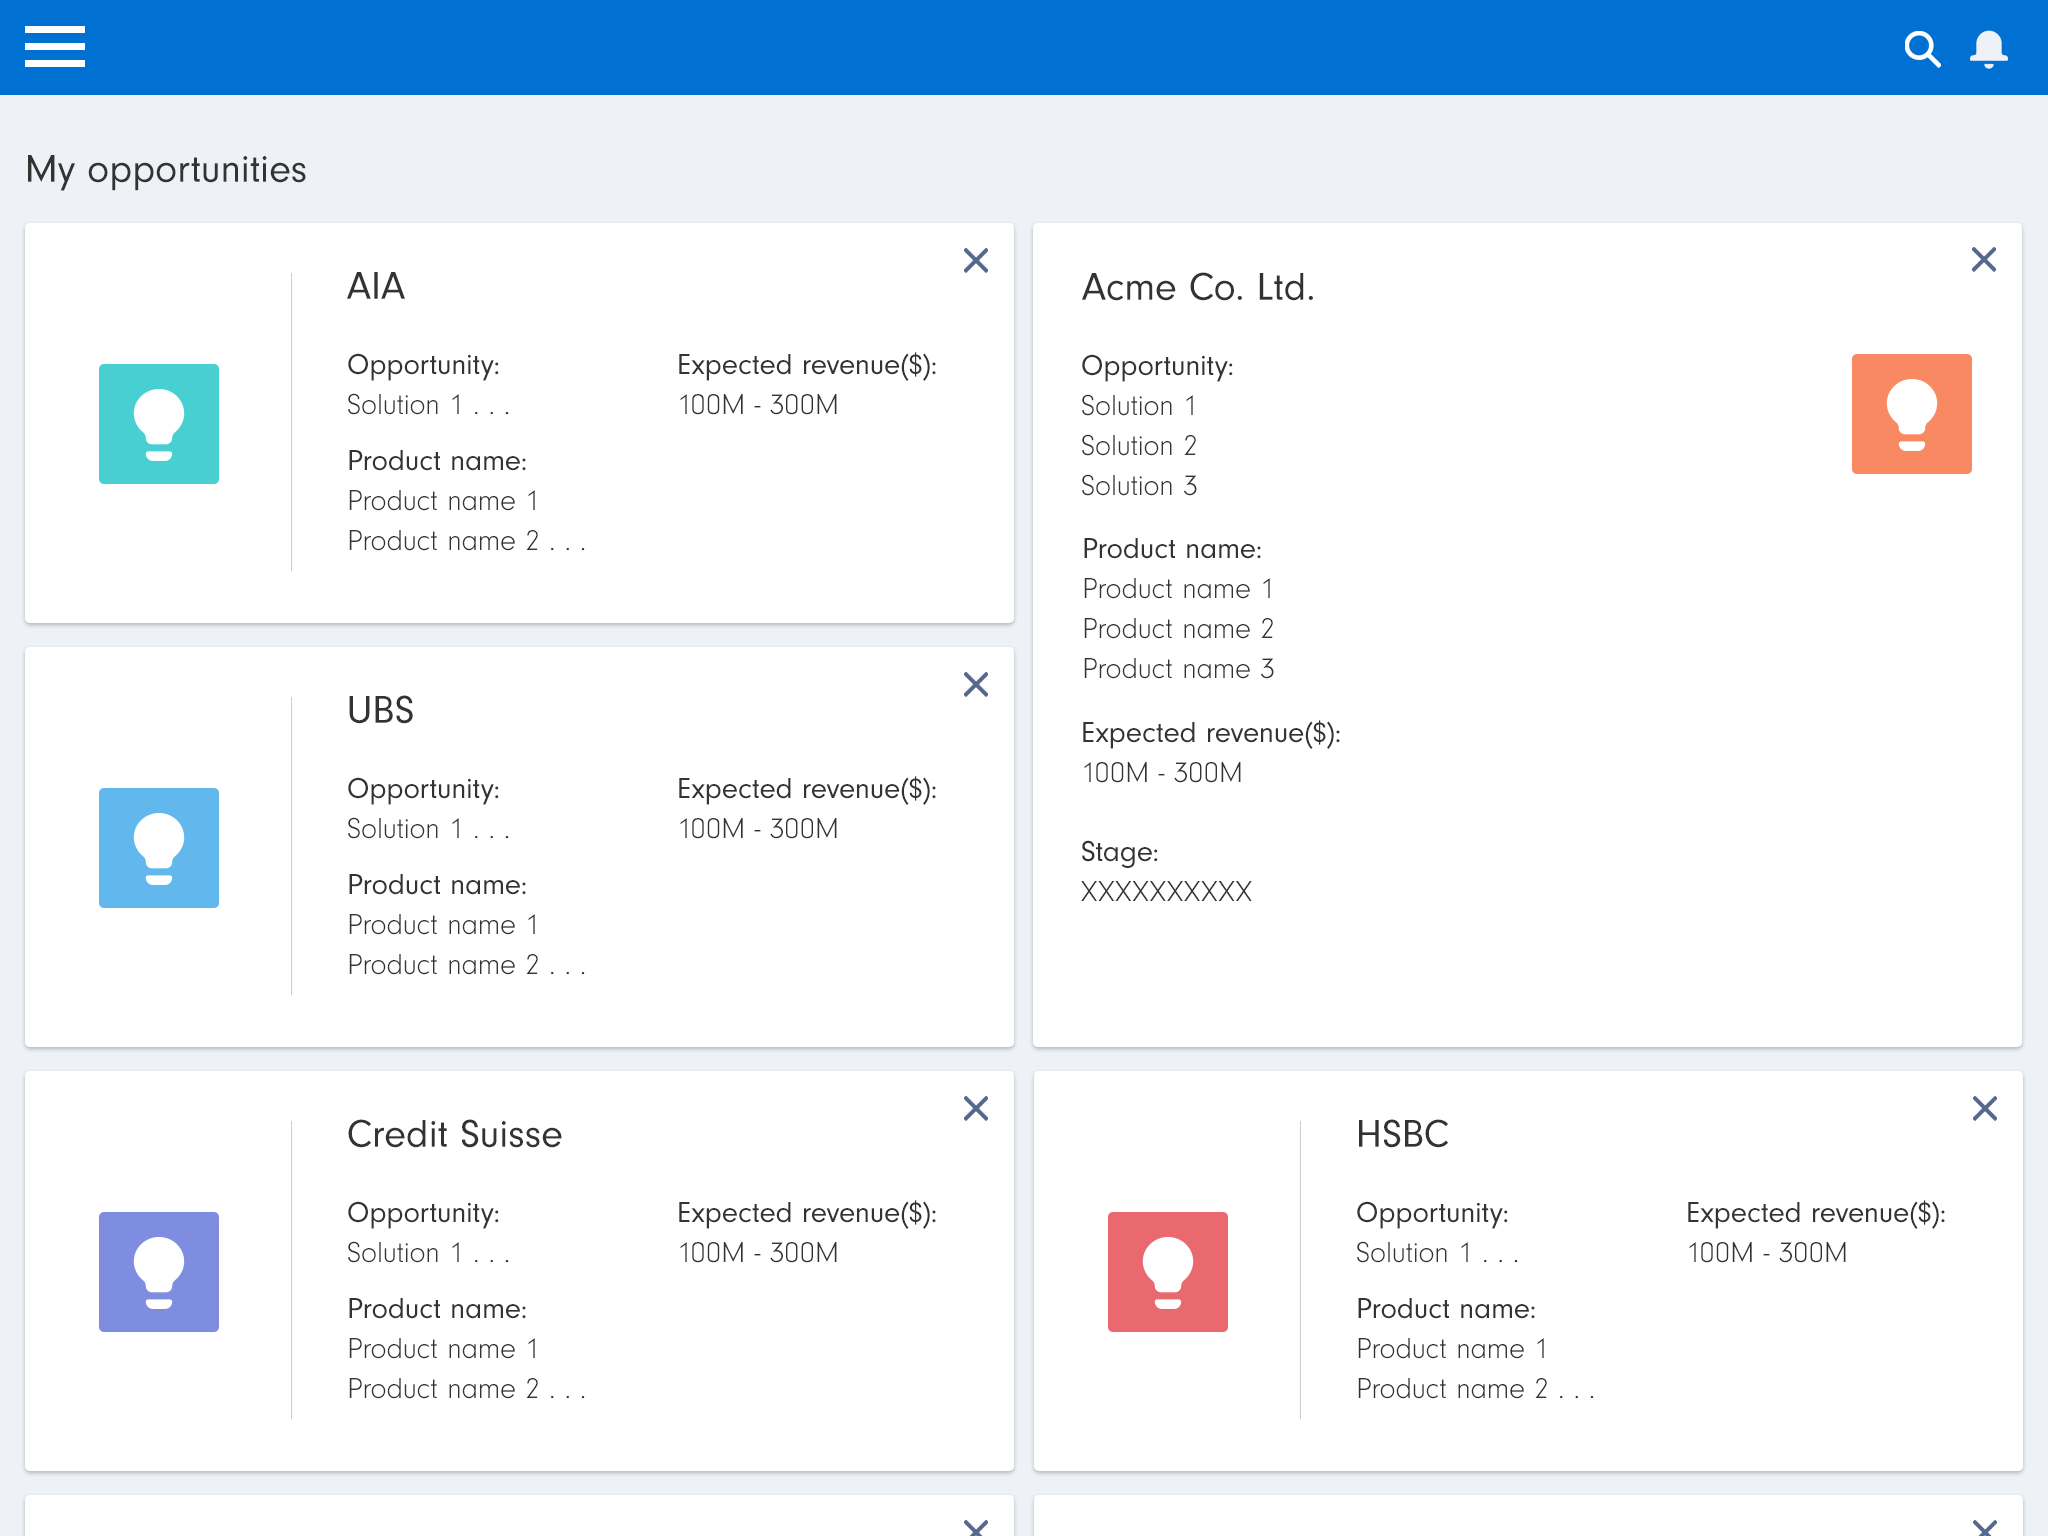 My opportunities
AIA
Opportunity:
Solution 1 . . .
Expected revenue($):
100M - 300M
Product name:
Product name 1
Product name 2 . . .
Acme Co. Ltd.
Opportunity:
Solution 1
Solution 2
Solution 3
Product name:
Product name 1
Product name 2
Product name 3
Expected revenue($):
100M - 300M
Stage:
XXXXXXXXXX
UBS
Opportunity:
Solution 1 . . .
Expected revenue($):
100M - 300M
Product name:
Product name 1
Product name 2 . . .
Credit Suisse
Opportunity:
Solution 1 . . .
Expected revenue($):
100M - 300M
Product name:
Product name 1
Product name 2 . . .
HSBC
Opportunity:
Solution 1 . . .
Expected revenue($):
100M - 300M
Product name:
Product name 1
Product name 2 . . .